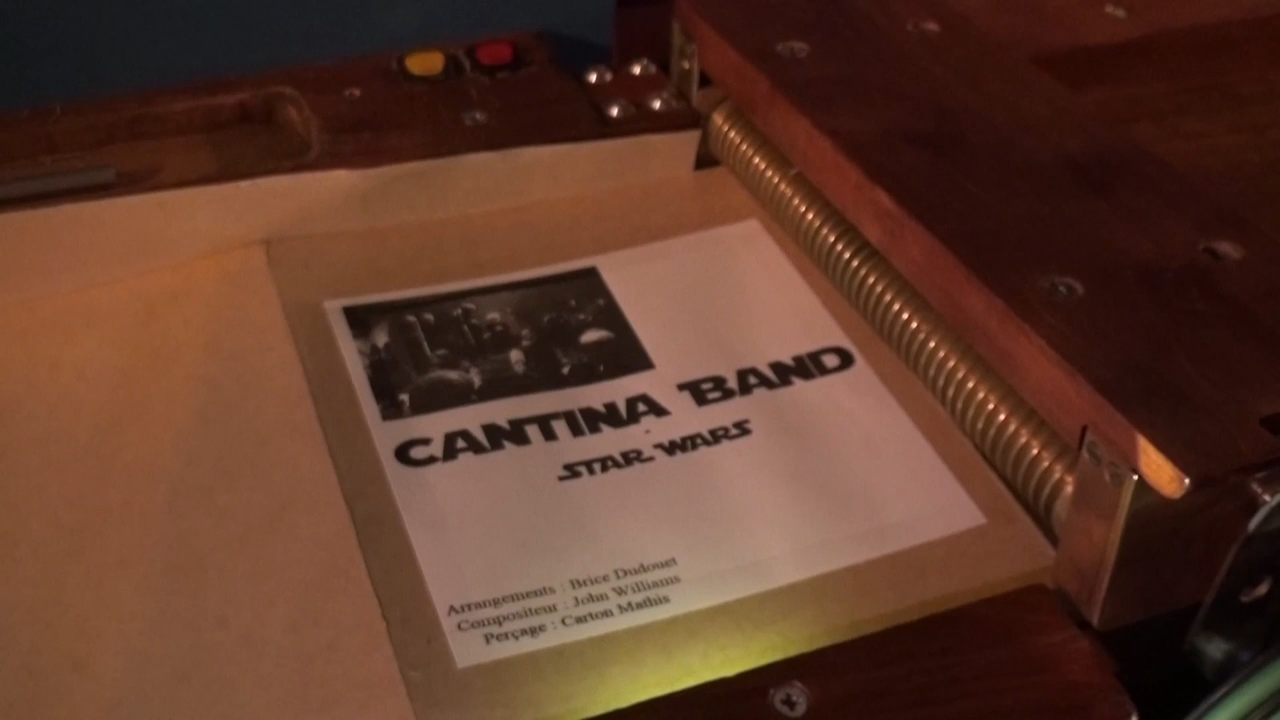 CANTINA BAND
STAR WARS
Arrangements : Brice Dudouet
Compositeur : John Williams
Perçage : Carton Mathis